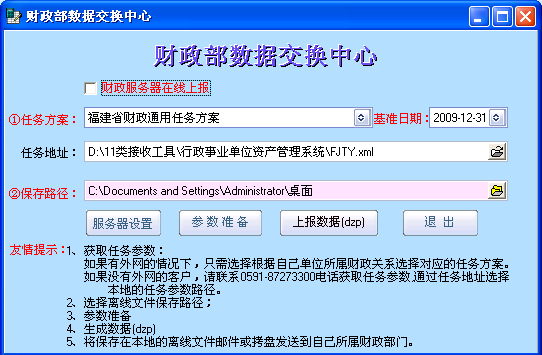 财政部数据交换中心
财政部数据交换中心
财政服务器在线上报
①任务方案： 福建省财政通用任务方案 基准日期： 2009-12-31
任务地址： D:\11类接收工具\行政事业单位资产管理系统\FJTY.xml
②保存路径： C:\Documents and Settings\Administrator\桌面
服务器设置 参数准备 上报数据(dzp) 退 出
友情提示：1、获取任务参数：
如果有外网的情况下，只需选择根据自己单位所属财政关系选择对应的任务方案。
如果没有外网的客户，请联系0591-87273300电话获取任务参数,通过任务地址选择
本地的任务参数路径。
2、选择离线文件保存路径；
3、参数准备
4、生成数据(dzp)
5、将保存在本地的离线文件邮件或拷盘发送到自己所属财政部门。